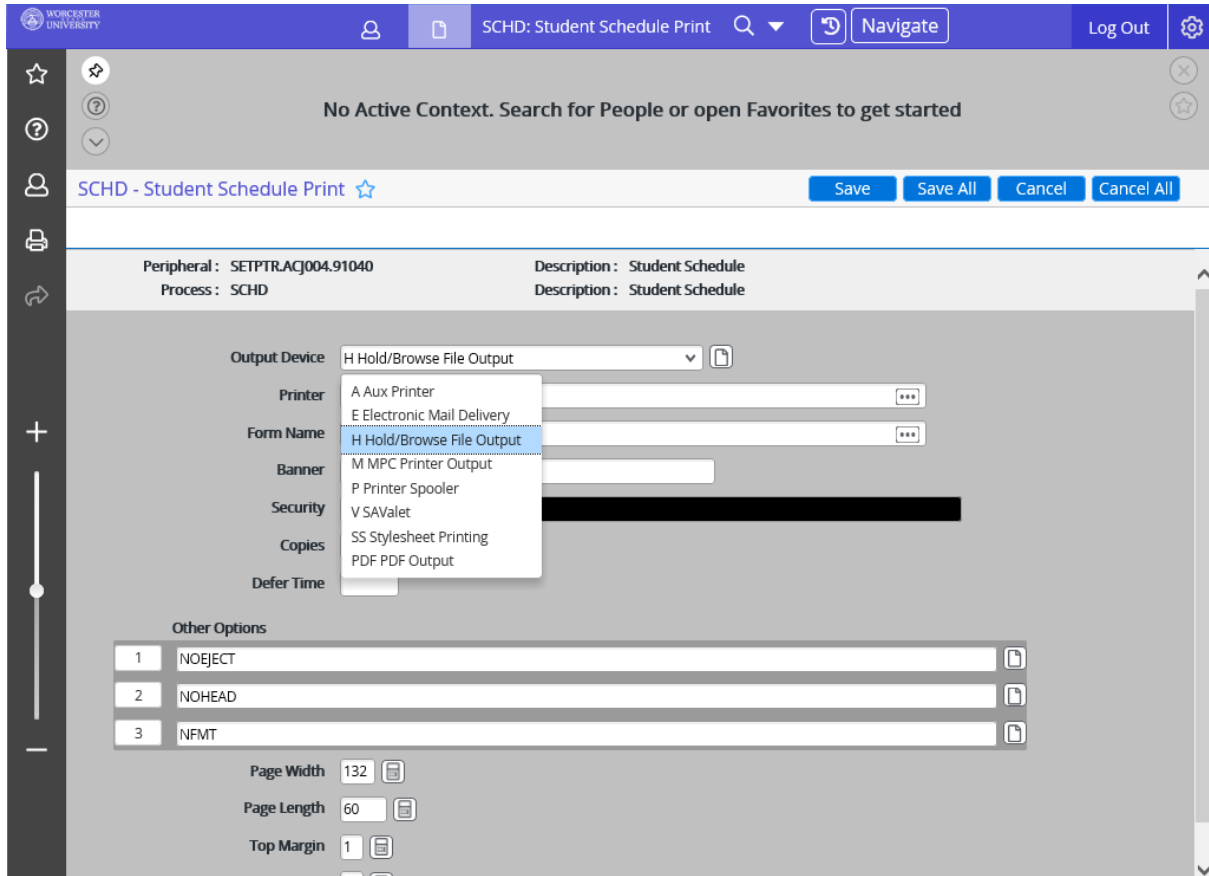 WORCESTER
UNIVERSITY
SCHD: Student Schedule Print
Navigate
Log Out
No Active Context. Search for People or open Favorites to get started
SCHD - Student Schedule Print
Save
Save All
Cancel
Cancel All
Peripheral : SETPTR.ACJ004.91040 Description : Student Schedule
Process : SCHD Description : Student Schedule
Output Device H Hold/Browse File Output
Printer
Form Name
Banner
Security
Copies
Defer Time
A Aux Printer
E Electronic Mail Delivery
H Hold/Browse File Output
M MPC Printer Output
P Printer Spooler
V SAValet
SS Stylesheet Printing
PDF PDF Output
Other Options
1 NOEJECT
2 NOHEAD
3 NFMT
Page Width 132
Page Length 60
Top Margin 1